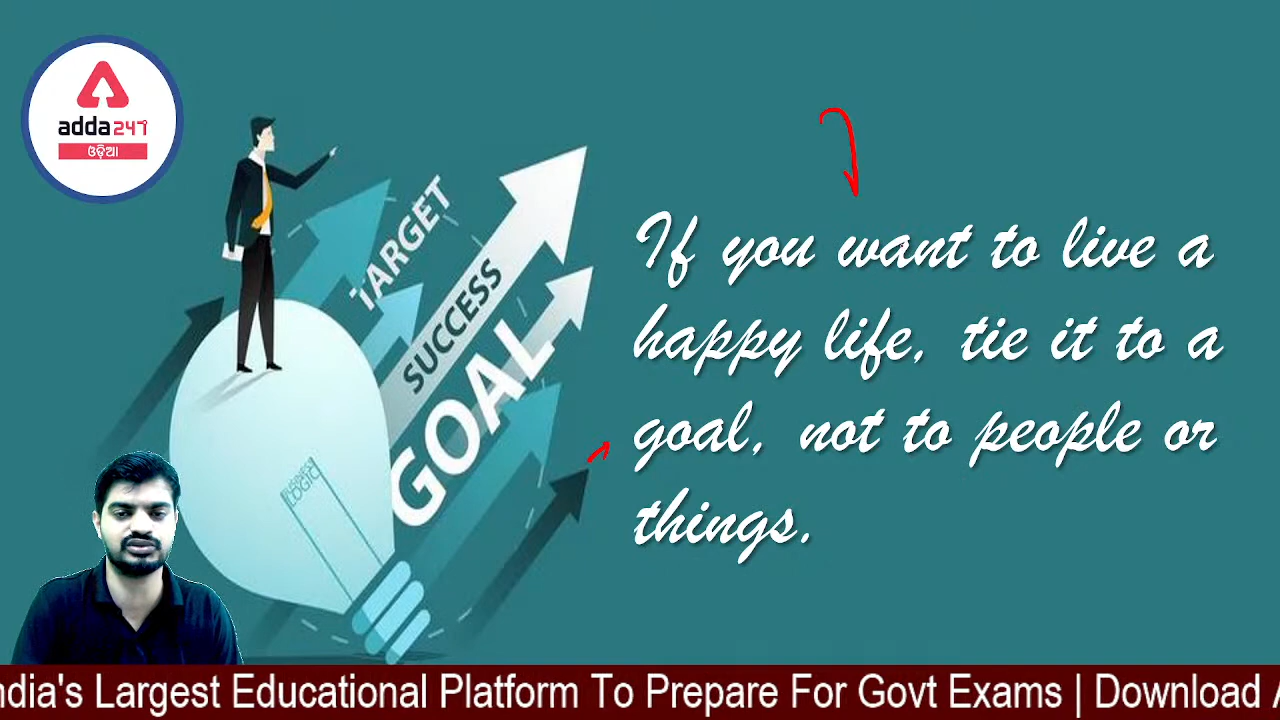 adda247
ଓଡ଼ିଆ
TARGET
SUCCESS
GOAL
BUSINESS
LOGIC
If you want to live a
happy life, tie it to a
goal, not to people or
things.
ndia's Largest Educational Platform To Prepare For Govt Exams | Download A